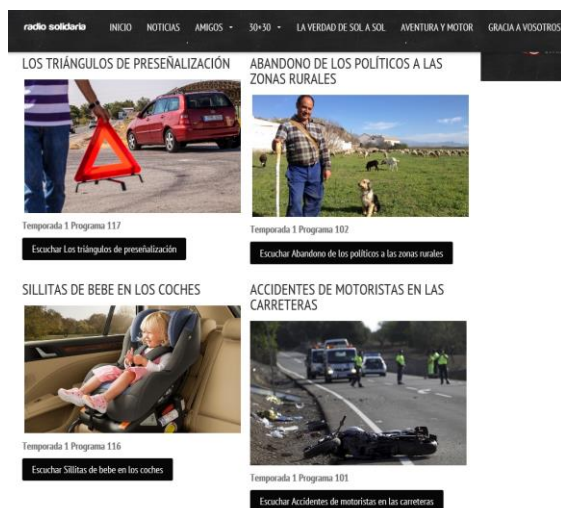 radio solidaria INICIO NOTICIAS AMIGOS 30+30 LA VERDAD DE SOL A SOL AVENTURA Y MOTOR GRACIA A VOSOTROS
LOS TRIÁNGULOS DE PRESEÑALIZACIÓN
Temporada 1 Programa 117
Escuchar Los triángulos de preseñalización
ABANDONO DE LOS POLÍTICOS A LAS
ZONAS RURALES
Temporada 1 Programa 102
Escuchar Abandono de los políticos a las zonas rurales
SILLITAS DE BEBE EN LOS COCHES
Temporada 1 Programa 116
Escuchar Sillitas de bebe en los coches
ACCIDENTES DE MOTORISTAS EN LAS
CARRETERAS
Temporada 1 Programa 101
Escuchar Accidentes de motoristas en las carreteras